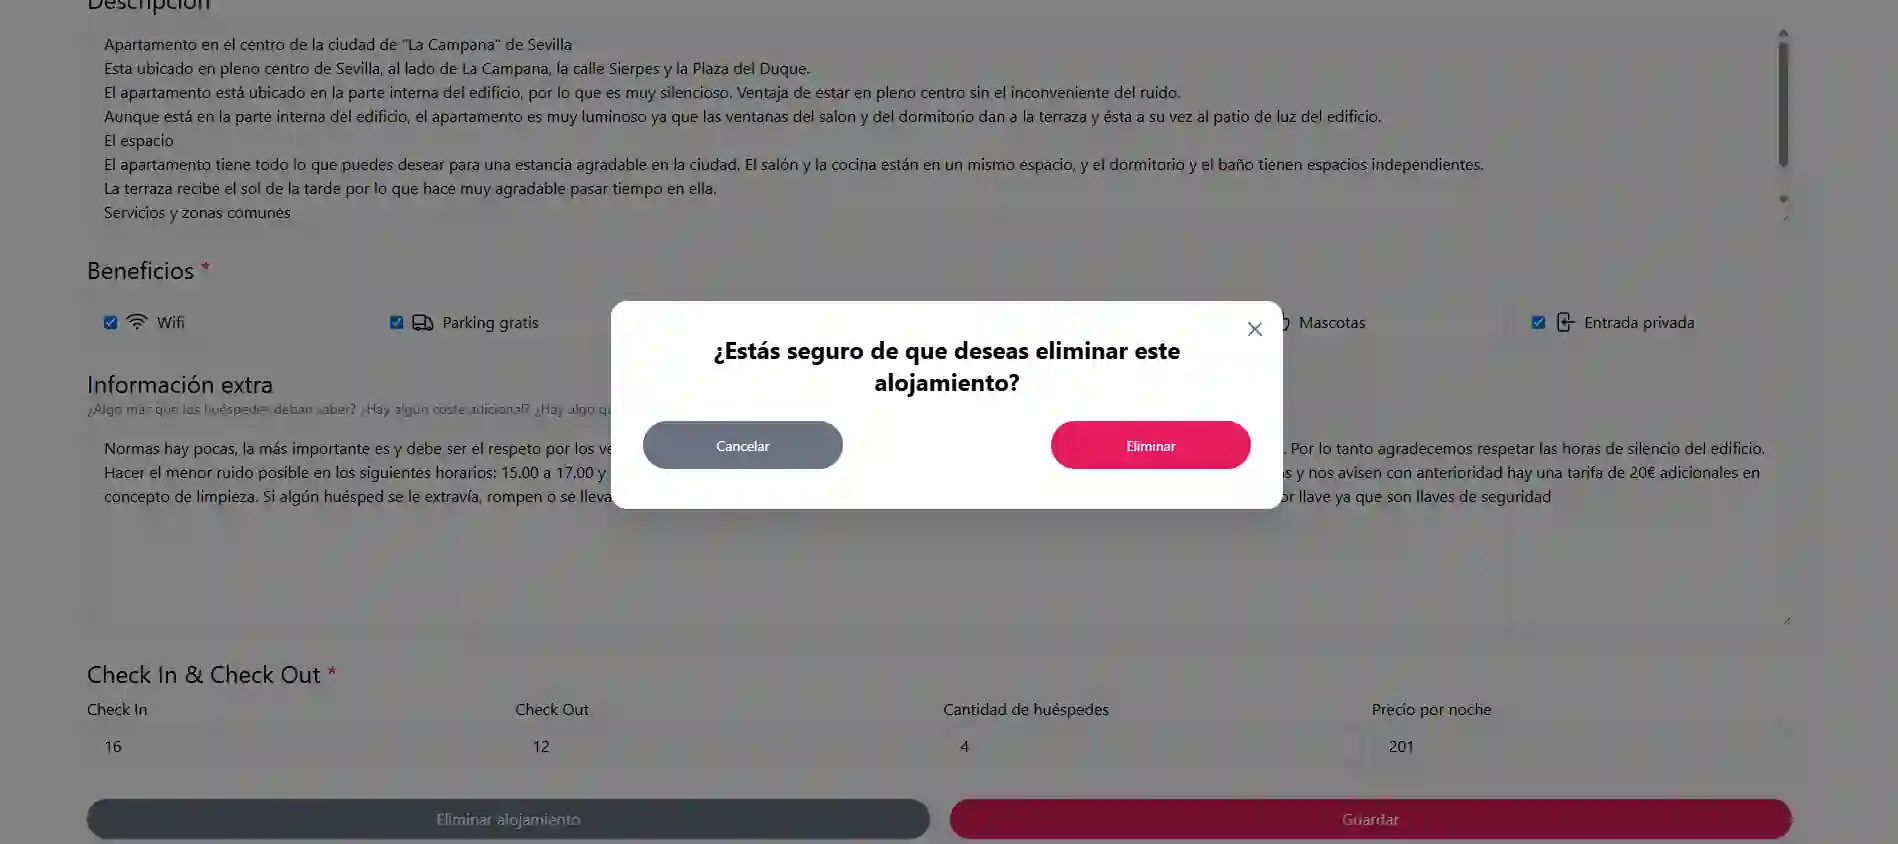 Descripción
Apartamento en el centro de la ciudad de "La Campana" de Sevilla
Esta ubicado en pleno centro de Sevilla, al lado de La Campana, la calle Sierpes y la Plaza del Duque.
El apartamento está ubicado en la parte interna del edificio, por lo que es muy silencioso. Ventaja de estar en pleno centro sin el inconveniente del ruido.
Aunque está en la parte interna del edificio, el apartamento es muy luminoso ya que las ventanas del salon y del dormitorio dan a la terraza y ésta a su vez al patio de luz del edificio.
El espacio
El apartamento tiene todo lo que puedes desear para una estancia agradable en la ciudad. El salón y la cocina están en un mismo espacio, y el dormitorio y el baño tienen espacios independientes.
La terraza recibe el sol de la tarde por lo que hace muy agradable pasar tiempo en ella.
Servicios y zonas comunes
Beneficios *
Wifi Parking gratis Mascotas Entrada privada
¿Estás seguro de que deseas eliminar este
alojamiento?
Cancelar Eliminar
Información extra
¿Algo más que los huéspedes deban saber? ¿Hay algún coste adicional? ¿Hay algo
Normas hay pocas, la más importante es y debe ser el respeto por los . Por lo tanto agradecemos respetar las horas de silencio del edificio.
Hacer el menor ruido posible en los siguientes horarios: 15.00 a 17.00 y y nos avisen con anterioridad hay una tarifa de 20€ adicionales en
concepto de limpieza. Si algún huésped se le extravía, rompen o se lleva llave ya que son llaves de seguridad
Check In & Check Out *
Check In Check Out Cantidad de huéspedes Precio por noche
16 12 4 201
Eliminar alojamiento Guardar